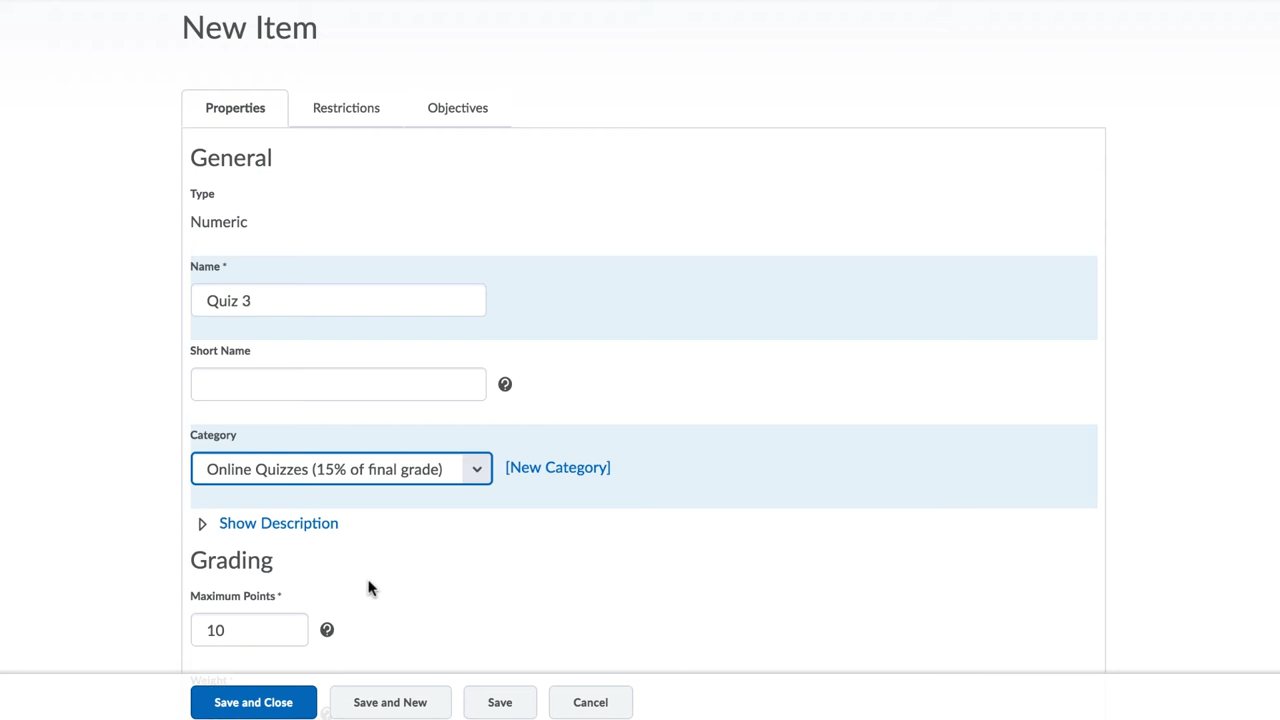 New Item
Properties Restrictions Objectives
General
Type
Numeric
Name *
Quiz 3
Short Name
Category
Online Quizzes (15% of final grade) [New Category]
Show Description
Grading
Maximum Points *
10
Weight *
Save and Close Save and New Save Cancel